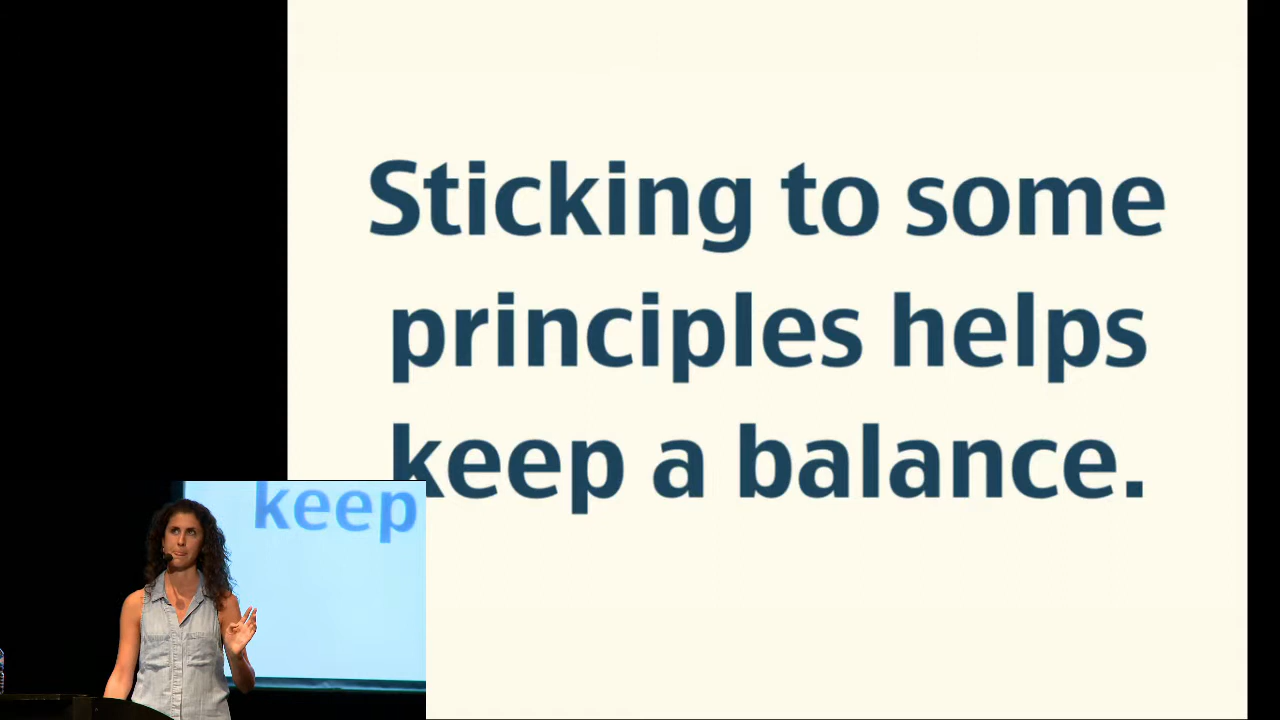 Sticking to some
principles helps
keep a balance.
keep